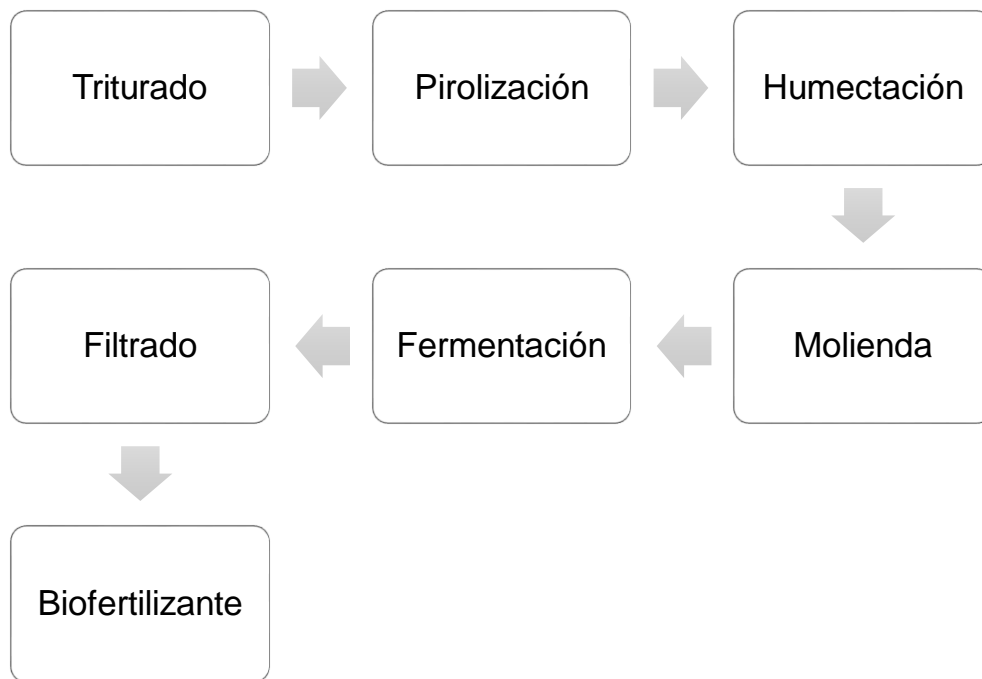 Triturado
Pirolización
Humectación
Molienda
Fermentación
Filtrado
Biofertilizante